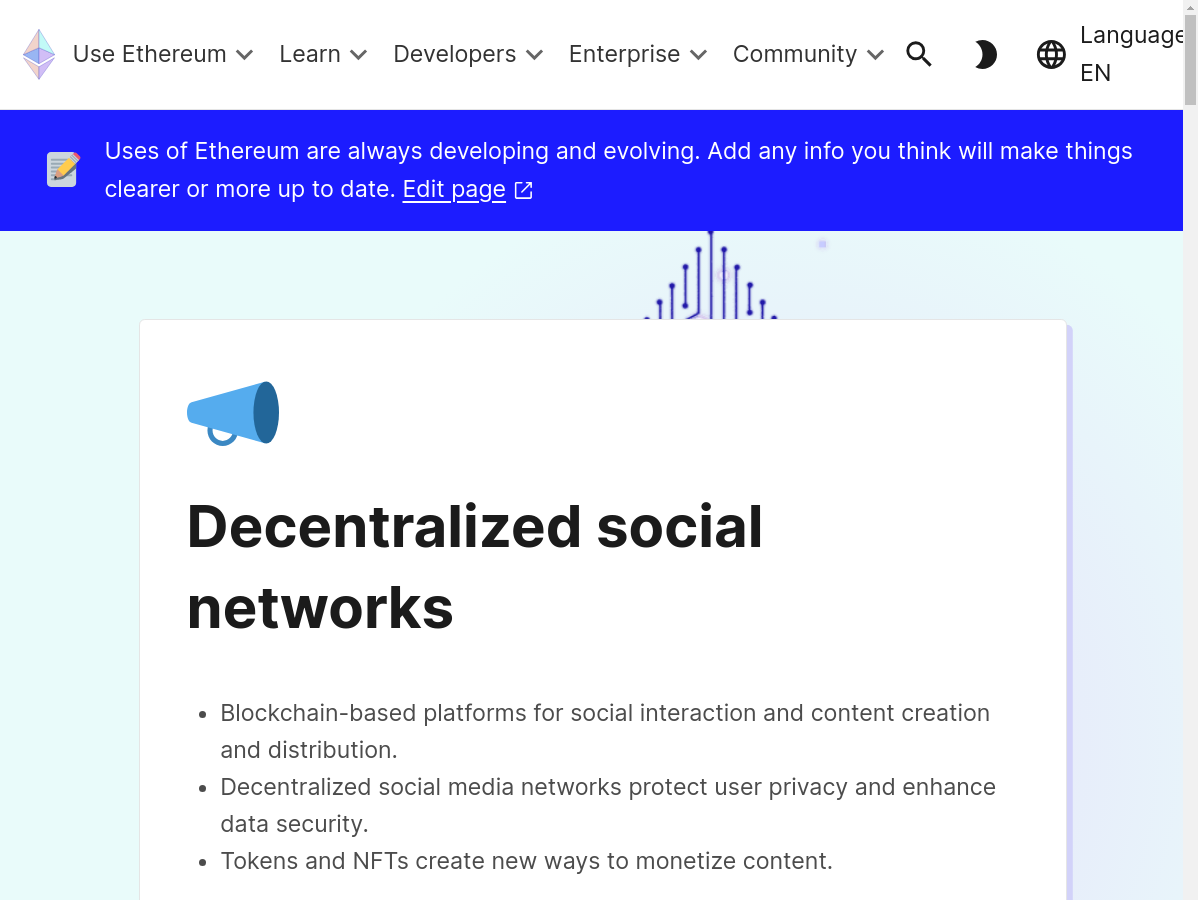 Use Ethereum Learn Developers Enterprise Community Language
EN
Uses of Ethereum are always developing and evolving. Add any info you think will make things
clearer or more up to date. Edit page
Decentralized social
networks
• Blockchain-based platforms for social interaction and content creation
and distribution.
• Decentralized social media networks protect user privacy and enhance
data security.
• Tokens and NFTs create new ways to monetize content.